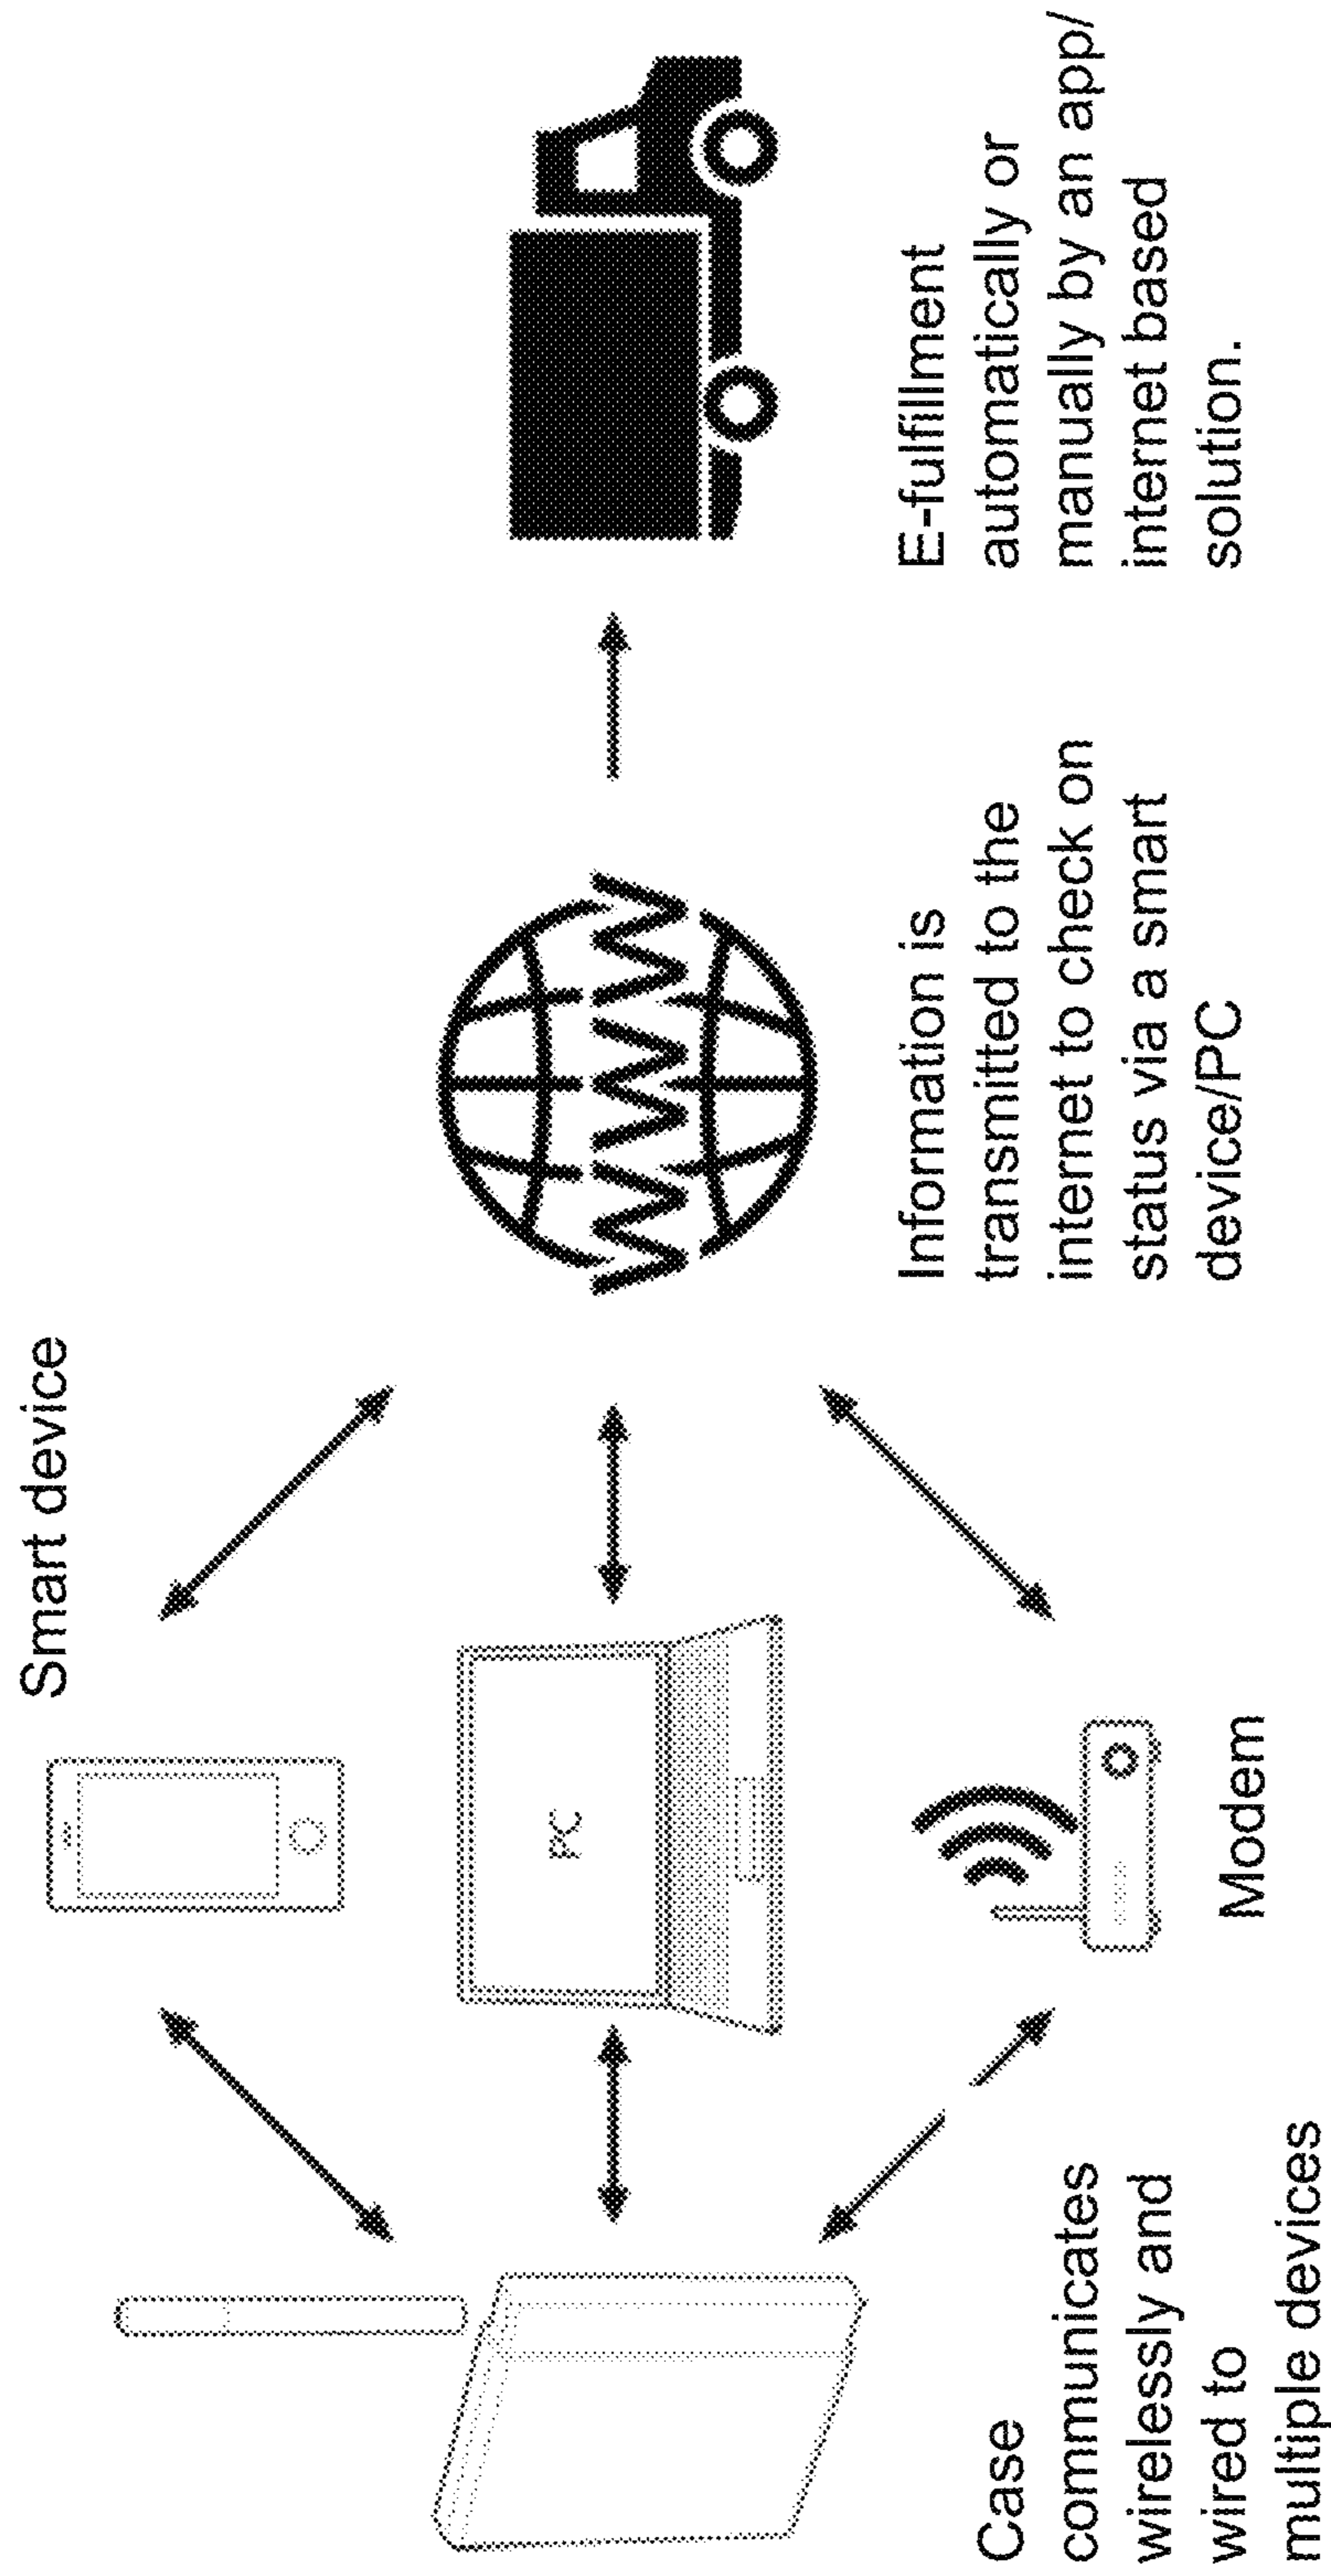 Smart device
PC
WWW
Modem
Case
communicates
wirelessly and
wired to
multiple devices
Information is
transmitted to the
internet to check on
status via a smart
device/PC
E-fulfillment
automatically or
manually by an app/
internet based
solution.